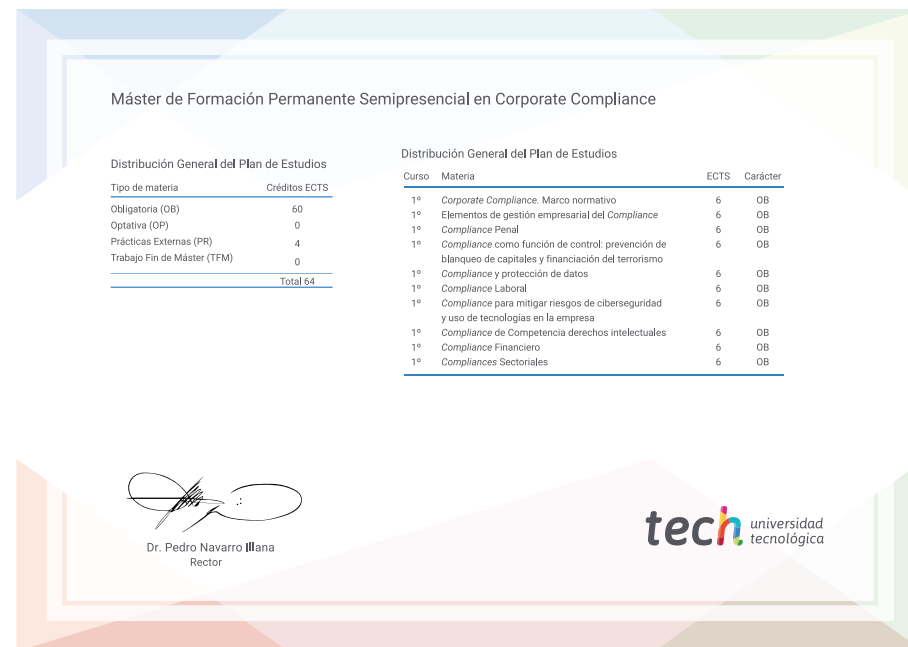 Máster de Formación Permanente Semipresencial en Corporate Compliance
Distribución General del Plan de Estudios
Tipo de materia Créditos ECTS
Obligatoria (OB) 60
Optativa (OP) 0
Prácticas Externas (PR) 4
Trabajo Fin de Máster (TFM) 0
Total 64
Distribución General del Plan de Estudios
Curso Materia ECTS Carácter
1º Corporate Compliance. Marco normativo 6 OB
1º Elementos de gestión empresarial del Compliance 6 OB
1º Compliance Penal 6 OB
1º Compliance como función de control: prevención de 6 OB
blanqueo de capitales y financiación del terrorismo
1º Compliance y protección de datos 6 OB
1º Compliance Laboral 6 OB
1º Compliance para mitigar riesgos de ciberseguridad 6 OB
y uso de tecnologías en la empresa
1º Compliance de Competencia derechos intelectuales 6 OB
1º Compliance Financiero 6 OB
1º Compliances Sectoriales 6 OB
Dr. Pedro Navarro Illana
Rector
tech universidad
tecnológica